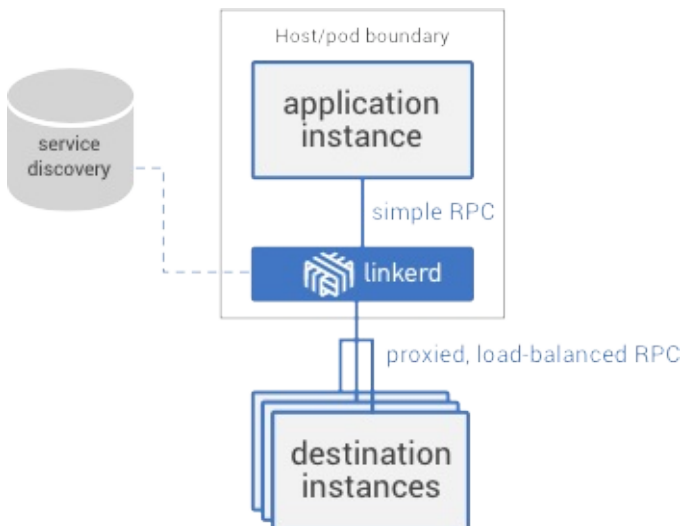 Host/pod boundary
application
instance
service
discovery
simple RPC
linkerd
proxied, load-balanced RPC
destination
instances